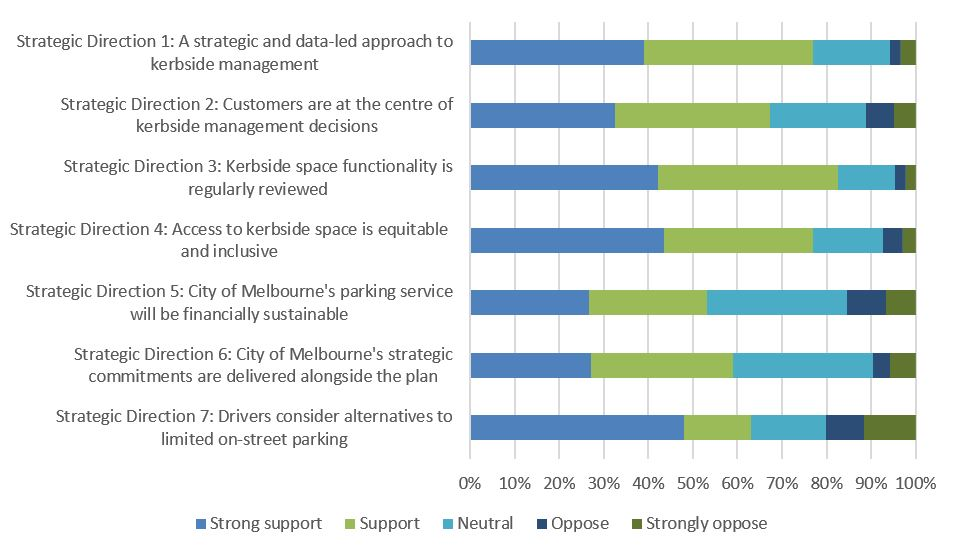 Strategic Direction 1: A strategic and data-led approach to
kerbside management
Strategic Direction 2: Customers are at the centre of
kerbside management decisions
Strategic Direction 3: Kerbside space functionality is
regularly reviewed
Strategic Direction 4: Access to kerbside space is equitable
and inclusive
Strategic Direction 5: City of Melbourne's parking service
will be financially sustainable
Strategic Direction 6: City of Melbourne's strategic
commitments are delivered alongside the plan
Strategic Direction 7: Drivers consider alternatives to
limited on-street parking
0% 10% 20% 30% 40% 50% 60% 70% 80% 90% 100%
Strong support Support Neutral Oppose Strongly oppose